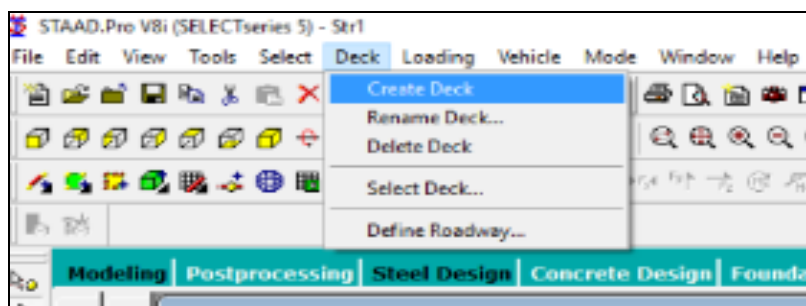 STAAD.Pro V8i (SELECTseries 5) - Str1
File Edit View Tools Select Deck Loading Vehicle Mode Window Help
Create Deck
Rename Deck...
Delete Deck
Select Deck...
Define Roadway...
Modeling Postprocessing Steel Design Concrete Design Founda